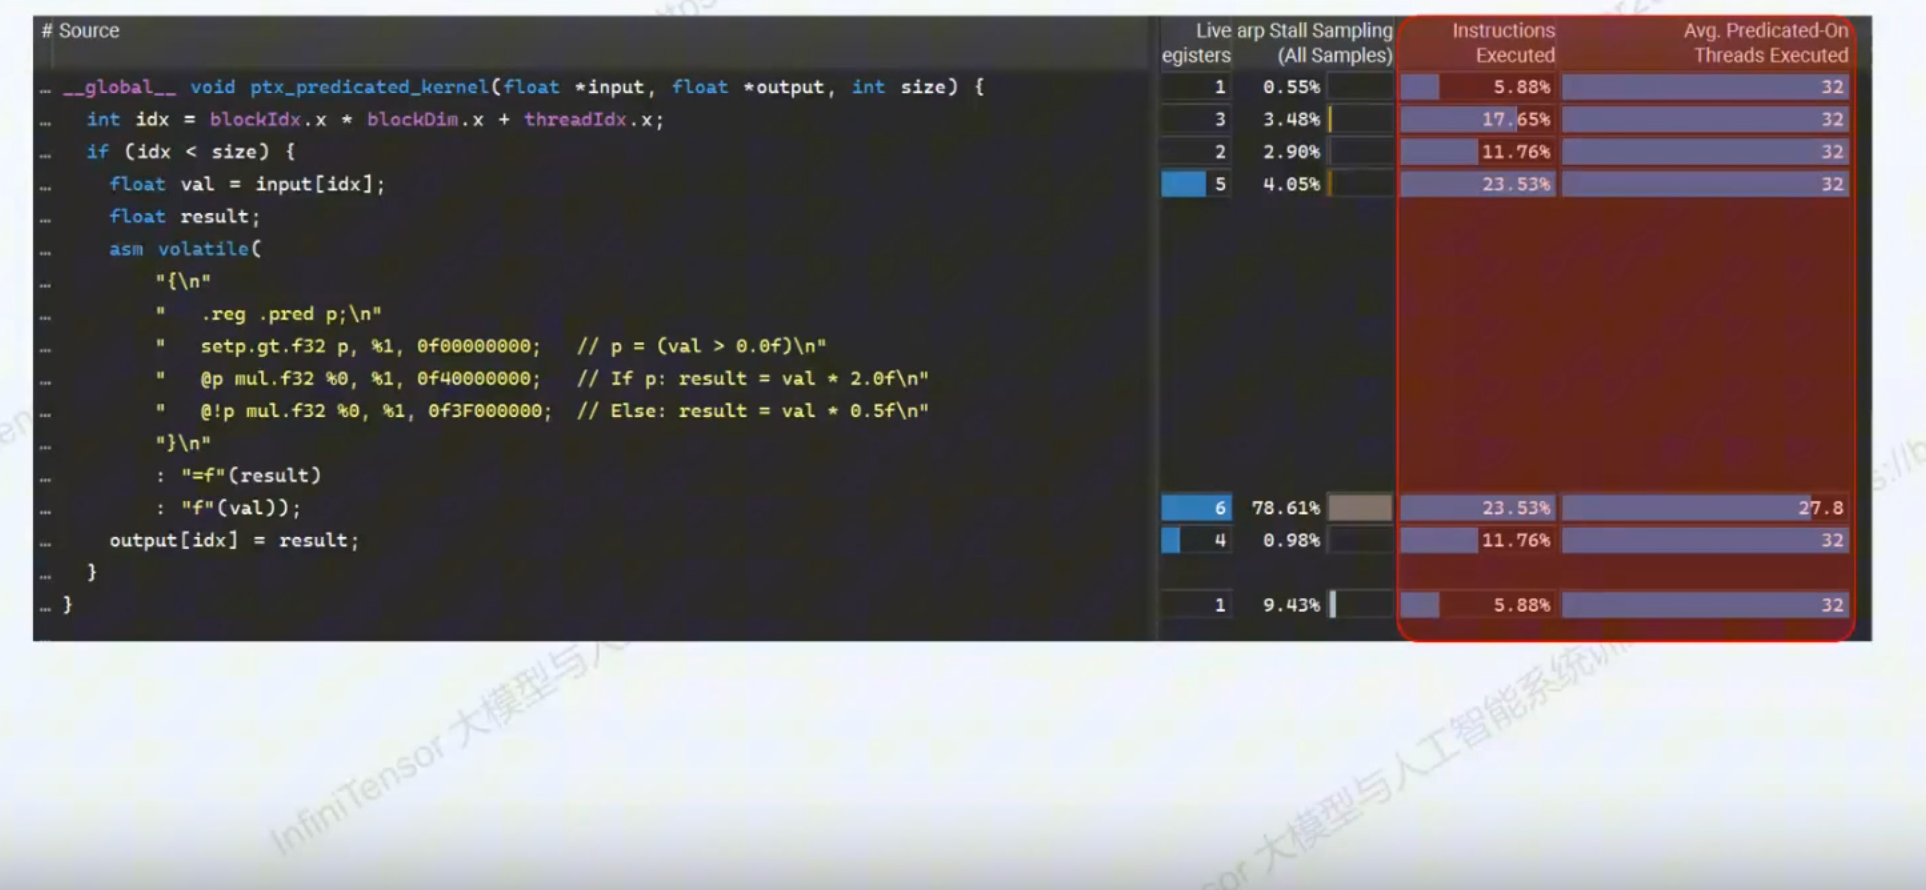 # Source
Live arp Stall Sampling Instructions Avg. Predicated-On
egisters (All Samples) Executed Threads Executed
… __global__ void ptx_predicated_kernel(float *input, float *output, int size) { 1 0.55% 5.88% 32
… int idx = blockIdx.x * blockDim.x + threadIdx.x; 3 3.48% 17.65% 32
… if (idx < size) { 2 2.90% 11.76% 32
… float val = input[idx]; 5 4.05% 23.53% 32
… float result;
… asm volatile(
… "{\n"
… " .reg .pred p;\n"
… " setp.gt.f32 p, %1, 0f00000000; // p = (val > 0.0f)\n"
… " @p mul.f32 %0, %1, 0f40000000; // If p: result = val * 2.0f\n"
… " @!p mul.f32 %0, %1, 0f3F000000; // Else: result = val * 0.5f\n"
… "}\n"
… : "=f"(result)
… : "f"(val)); 6 78.61% 23.53% 27.8
… output[idx] = result; 4 0.98% 11.76% 32
… }
… } 1 9.43% 5.88% 32
InfiniTensor 大模型与人
大模型与人工智能系统